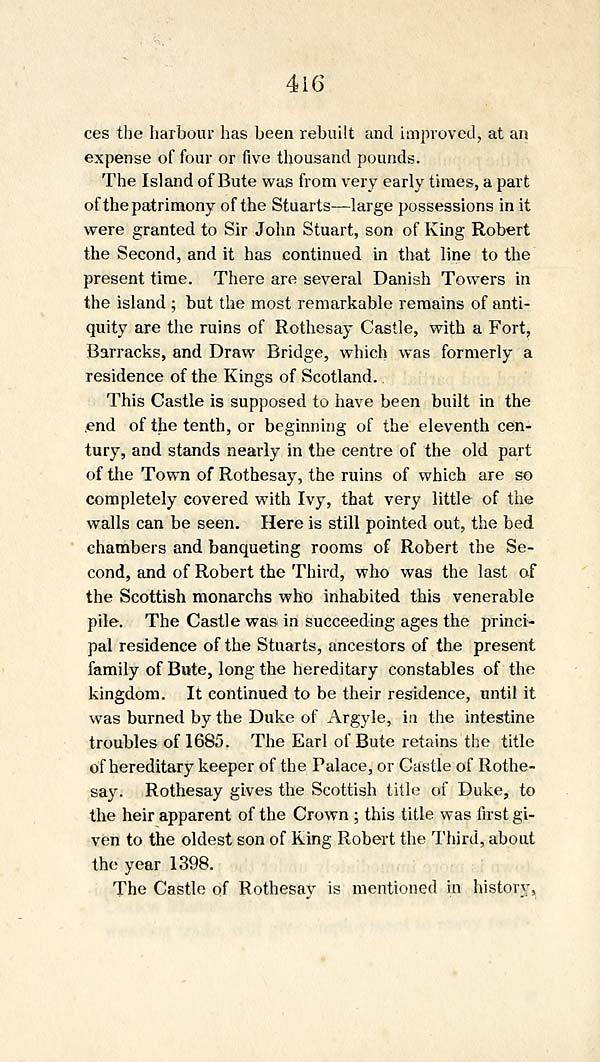 416
ces the harbour has been rebuilt and improved, at an
expense of four or five thousand pounds.
The Island of Bute was from very early times, a part
of the patrimony of the Stuarts—large possessions in it
were granted to Sir John Stuart, son of King Robert
the Second, and it has continued in that line to the
present time. There are several Danish Towers in
the island ; but the most remarkable remains of anti-
quity are the ruins of Rothesay Castle, with a Fort,
Barracks, and Draw Bridge, which was formerly a
residence of the Kings of Scotland.
This Castle is supposed to have been built in the
end of the tenth, or beginning of the eleventh cen-
tury, and stands nearly in the centre of the old part
of the Town of Rothesay, the ruins of which are so
completely covered with Ivy, that very little of the
walls can be seen. Here is still pointed out, the bed
chambers and banqueting rooms of Robert the Se-
cond, and of Robert the Third, who was the last of
the Scottish monarchs who inhabited this venerable
pile. The Castle was in succeeding ages the princi-
pal residence of the Stuarts, ancestors of the present
family of Bute, long the hereditary constables of the
kingdom. It continued to be their residence, until it
was burned by the Duke of Argyle, in the intestine
troubles of 1685. The Earl of Bute retains the title
of hereditary keeper of the Palace, or Castle of Rothe-
say. Rothesay gives the Scottish title of Duke, to
the heir apparent of the Crown ; this title was first gi-
ven to the oldest son of King Robert the Third, about
the year 1398.
The Castle of Rothesay is mentioned in history,